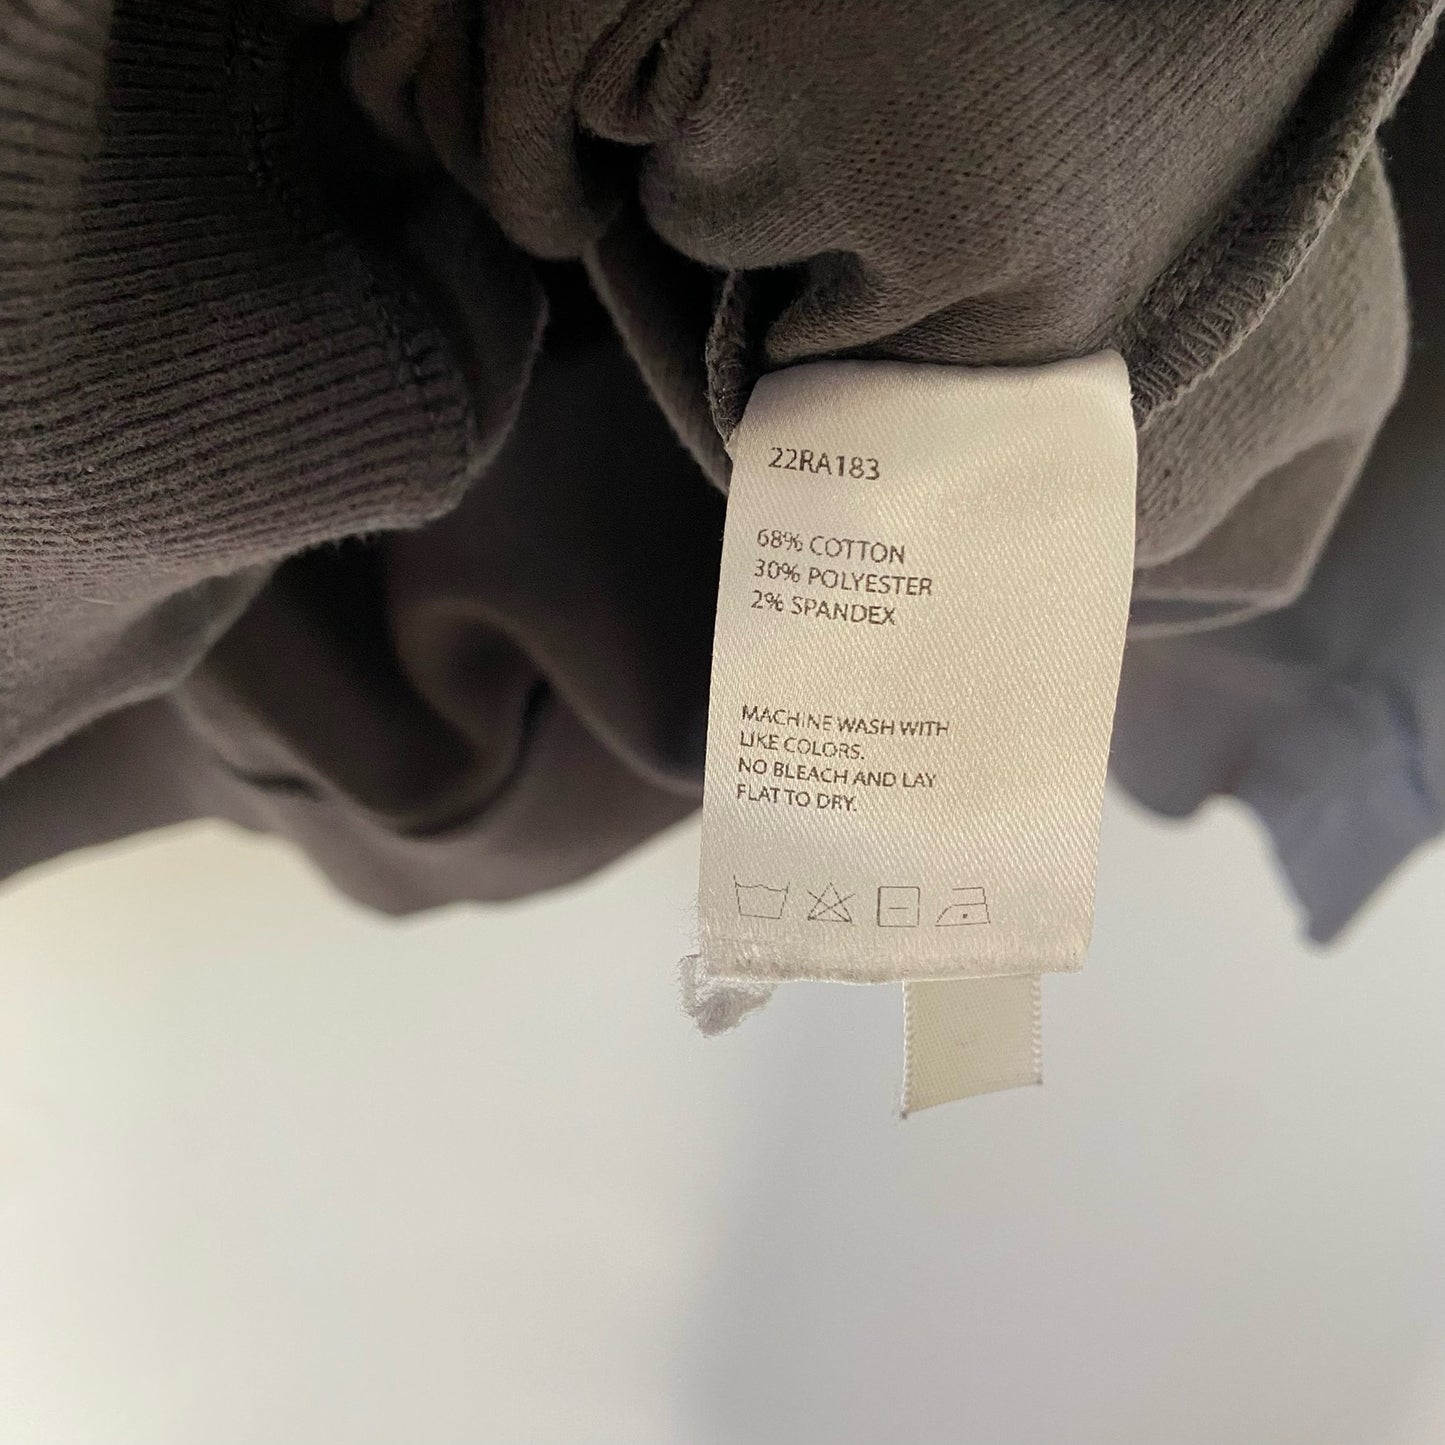 22RA183
68% COTTON
30% POLYESTER
2% SPANDEX
MACHINE WASH WITH
LIKE COLORS.
NO BLEACH AND LAY
FLAT TO DRY.